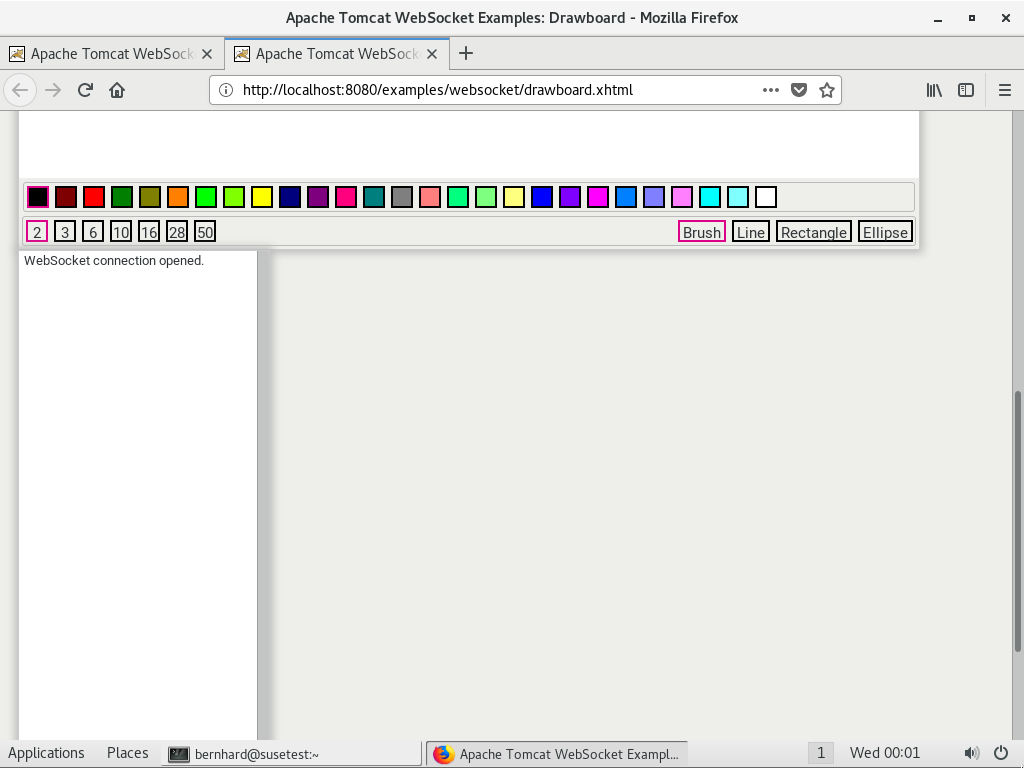 Apache Tomcat WebSocket Examples: Drawboard - Mozilla Firefox
Apache Tomcat WebSock
Apache Tomcat WebSock
http://localhost:8080/examples/websocket/drawboard.xhtml
2 3 6 10 16 28 50 Brush Line Rectangle Ellipse
WebSocket connection opened.
Applications Places bernhard@susetest:~ Apache Tomcat WebSocket Exampl... 1 Wed 00:01